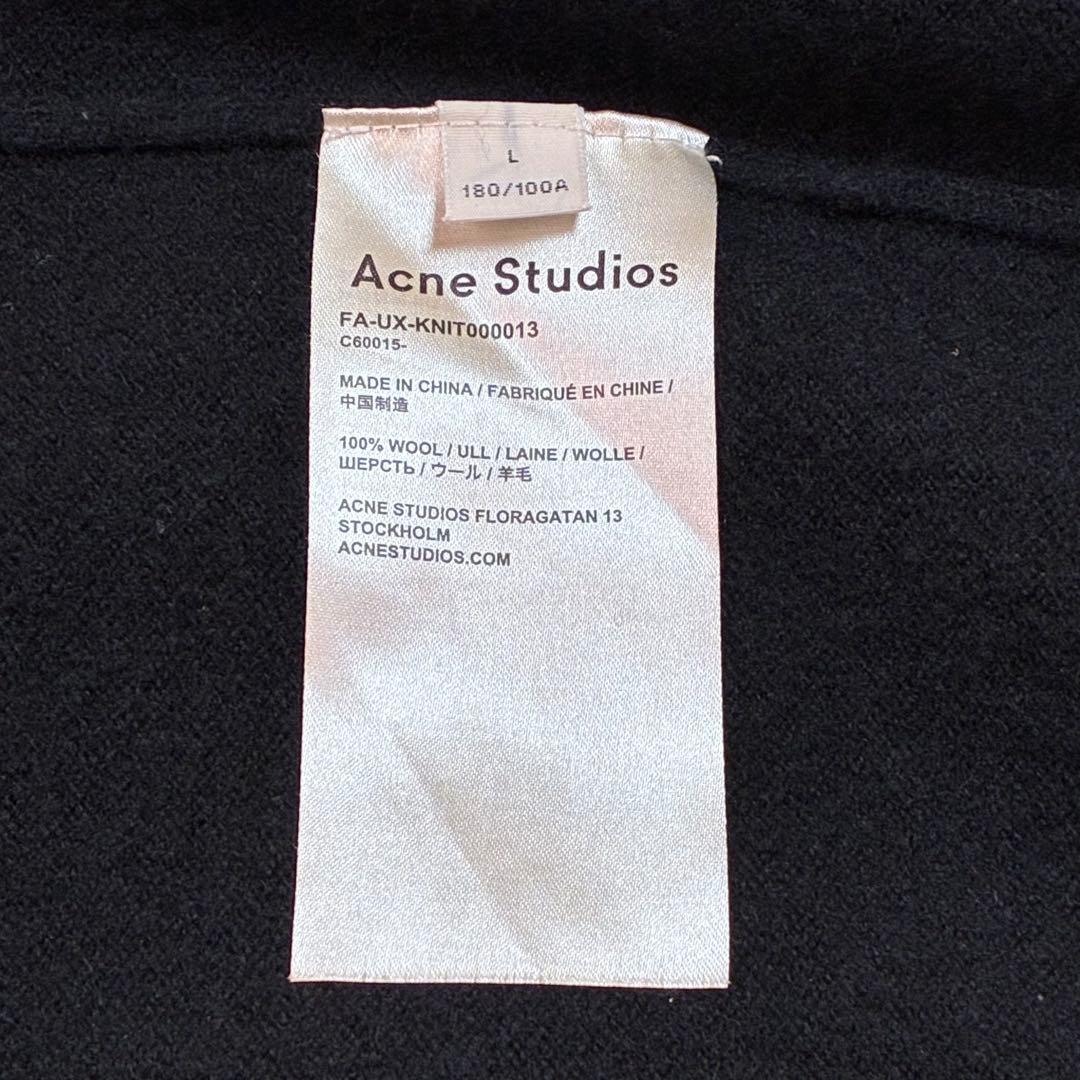 L
180/100A
Acne Studios
FA-UX-KNIT000013
C60015-
MADE IN CHINA / FABRIQUÉ EN CHINE /
中国制造
100% WOOL / ULL / LAINE / WOLLE /
ШЕРСТЬ / ウール / 羊毛
ACNE STUDIOS FLORAGATAN 13
STOCKHOLM
ACNESTUDIOS.COM